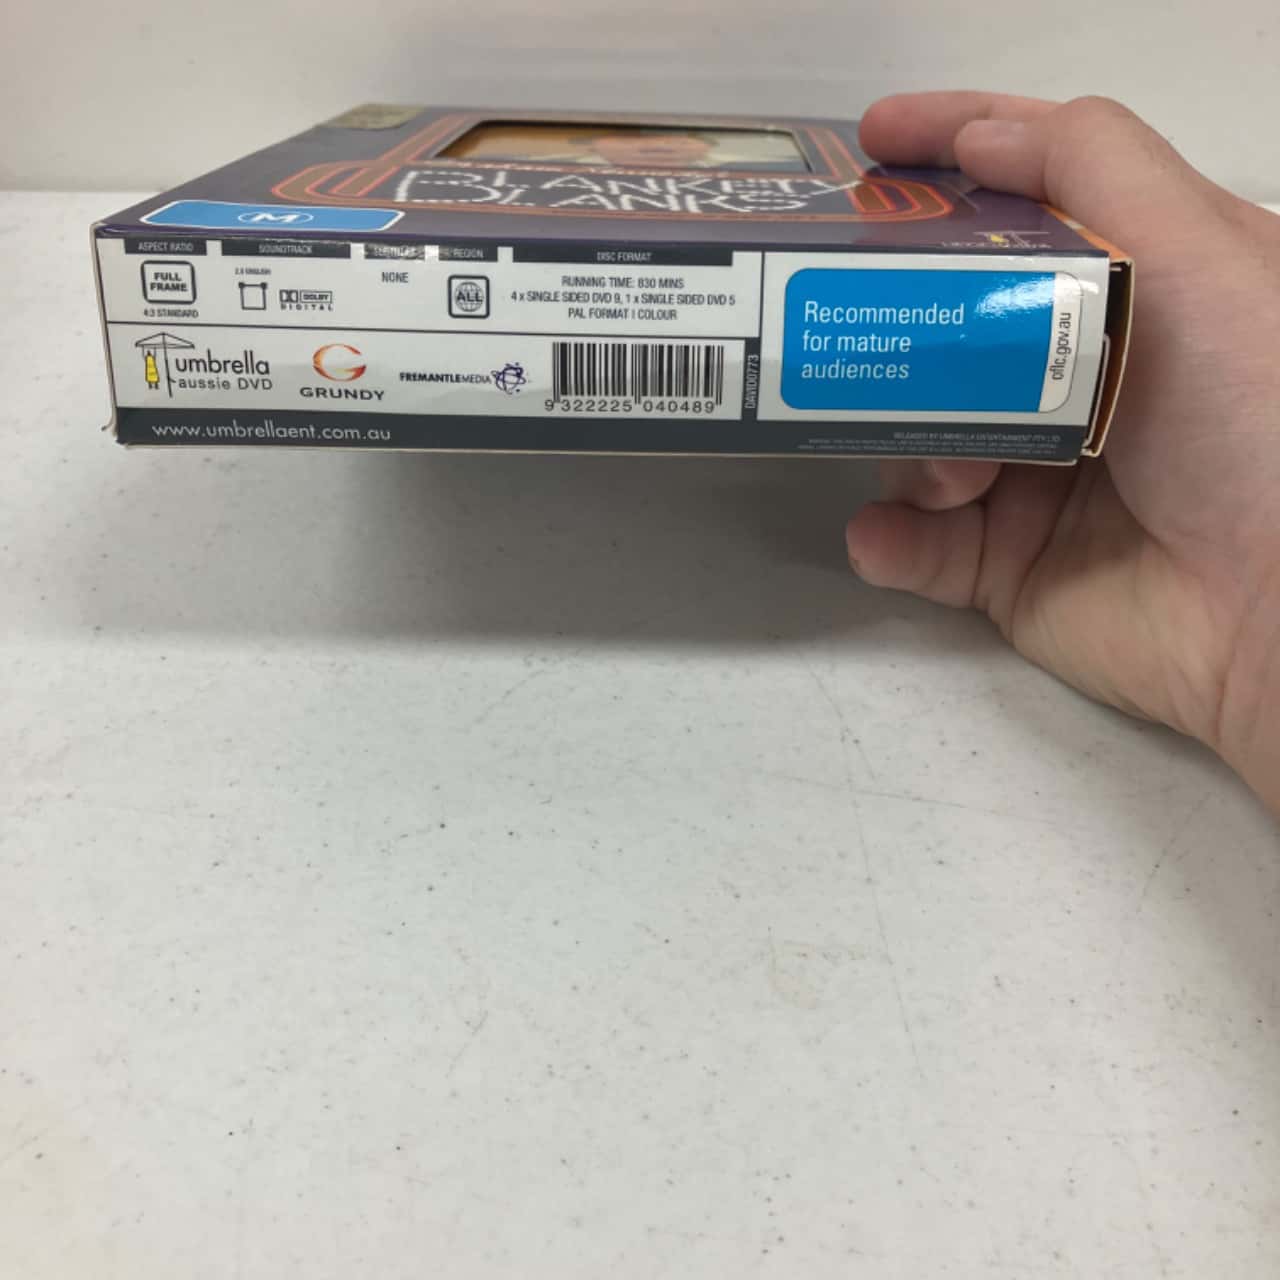 BLANKETY
BLANKS
M
ASPECT RATIO
SOUNDTRACK
REGION
DISC FORMAT
FULL
FRAME
4:3 STANDARD
2.0 ENGLISH
DOLBY
DIGITAL
NONE
ALL
RUNNING TIME: 830 MINS
4 x SINGLE SIDED DVD 9, 1 x SINGLE SIDED DVD 5
PAL FORMAT | COLOUR
umbrella
aussie DVD
GRUNDY
FREMANTLEMEDIA
9 322225 040489
DAVID0773
Recommended
for mature
audiences
oflc.gov.au
www.umbrellaent.com.au
RELEASED BY UMBRELLA ENTERTAINMENT PTY LTD